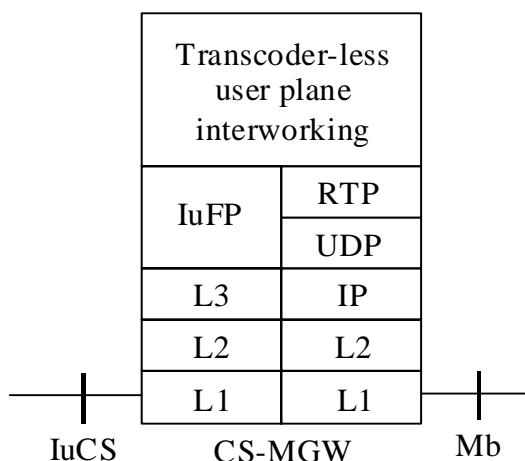 Transcoder-less
user plane
interworking
IuFP
RTP
UDP
L3
IP
L2
L2
L1
L1
IuCS
CS-MGW
Mb